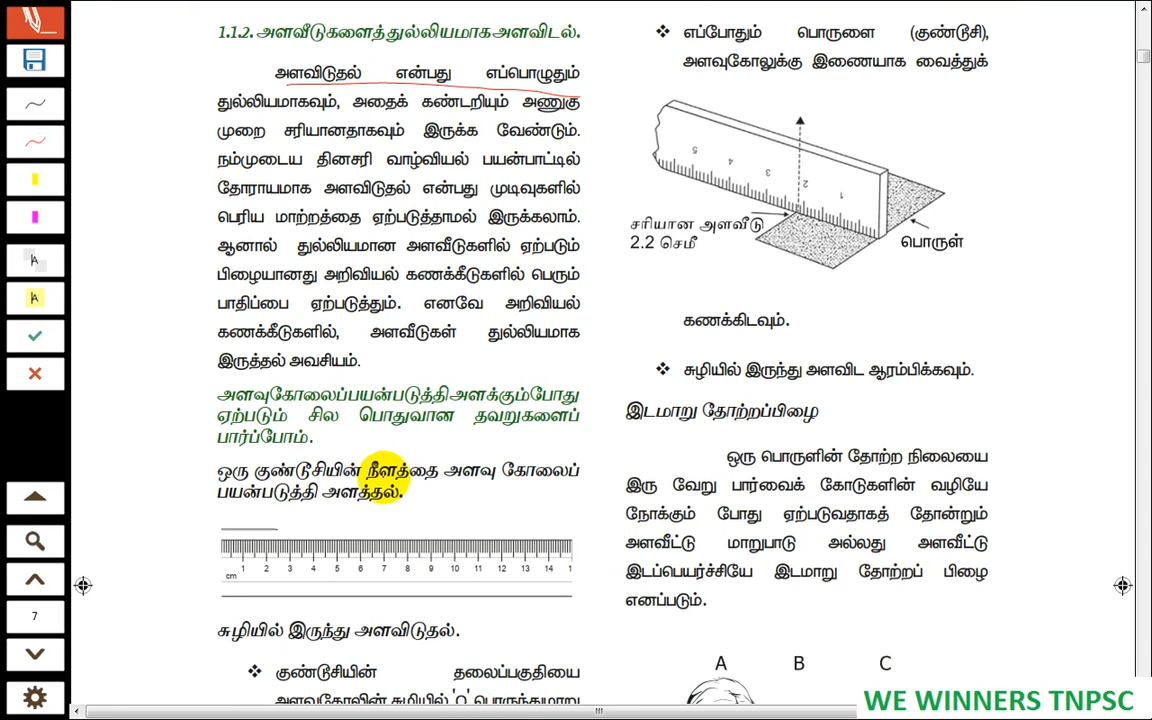 1.1.2. அளவீடுகளைத் துல்லியமாக அளவிடல்.
அளவிடுதல் என்பது எப்பொழுதும்
துல்லியமாகவும், அதைக் கண்டறியும் அணுகு
முறை சரியானதாகவும் இருக்க வேண்டும்.
நம்முடைய தினசரி வாழ்வியல் பயன்பாட்டில்
தோராயமாக அளவிடுதல் என்பது முடிவுகளில்
பெரிய மாற்றத்தை ஏற்படுத்தாமல் இருக்கலாம்.
ஆனால் துல்லியமான அளவீடுகளில் ஏற்படும்
பிழையானது அறிவியல் கணக்கீடுகளில் பெரும்
பாதிப்பை ஏற்படுத்தும். எனவே அறிவியல்
கணக்கீடுகளில், அளவீடுகள் துல்லியமாக
இருத்தல் அவசியம்.
அளவுகோலைப்பயன்படுத்தி அளக்கும்போது
ஏற்படும் சில பொதுவான தவறுகளைப்
பார்ப்போம்.
ஒரு குண்டூசியின் நீளத்தை அளவு கோலைப்
பயன்படுத்தி அளத்தல்.
1 2 3 4 5 6 7 8 9 10 11 12 13 14 1
cm
சுழியில் இருந்து அளவிடுதல்.
❖ குண்டூசியின் தலைப்பகுதியை
அளவுகோலின் சுழியில் 'o' பொருந்துமாறு
❖ எப்போதும் பொருளை (குண்டூசி),
அளவுகோலுக்கு இணையாக வைத்துக்
5 4 3 2 1
சரியான அளவீடு
2.2 செமீ
பொருள்
கணக்கிடவும்.
❖ சுழியில் இருந்து அளவிட ஆரம்பிக்கவும்.
இடமாறு தோற்றப்பிழை
ஒரு பொருளின் தோற்ற நிலையை
இரு வேறு பார்வைக் கோடுகளின் வழியே
நோக்கும் போது ஏற்படுவதாகத் தோன்றும்
அளவீட்டு மாறுபாடு அல்லது அளவீட்டு
இடப்பெயர்ச்சியே இடமாறு தோற்றப் பிழை
எனப்படும்.
A B C
7
WE WINNERS TNPSC